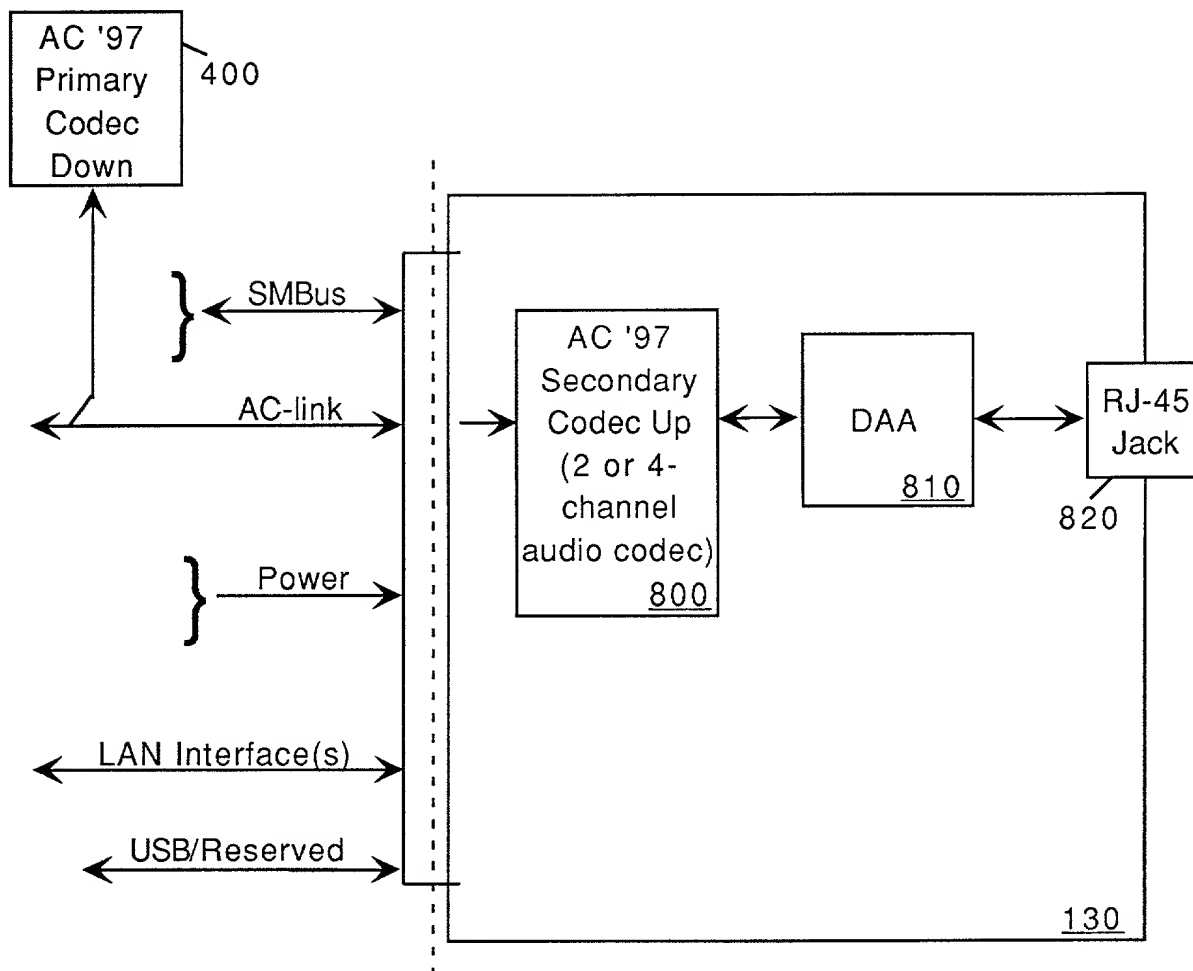 AC '97
Primary
Codec
Down
400
SMBus
AC-link
Power
LAN Interface(s)
USB/Reserved
AC '97
Secondary
Codec Up
(2 or 4-
channel
audio codec)
800
DAA
810
RJ-45
Jack
820
130